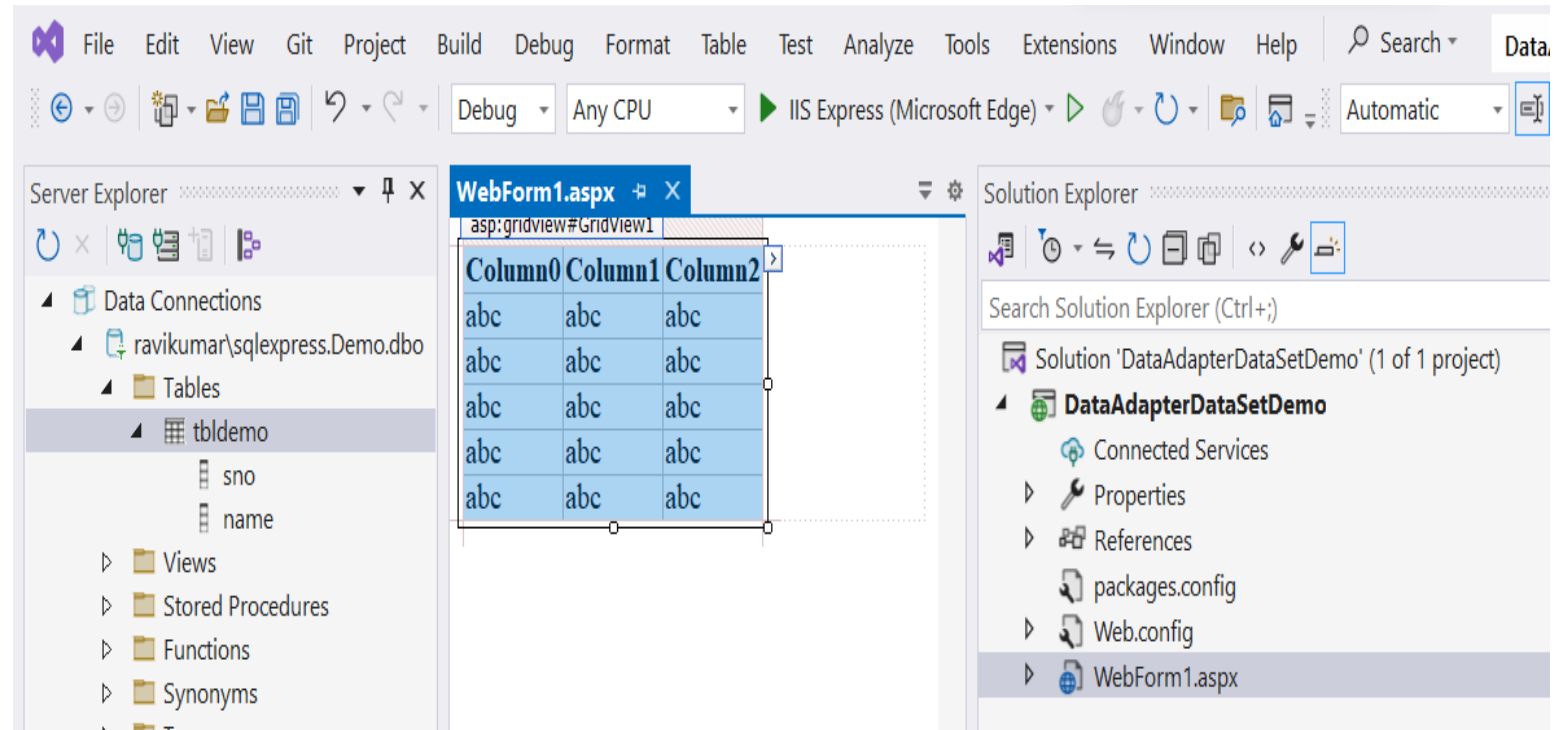 File Edit View Git Project Build Debug Format Table Test Analyze Tools Extensions Window Help Search
Debug Any CPU IIS Express (Microsoft Edge) Automatic
Server Explorer
Data Connections
ravikumar\sqlexpress.Demo.dbo
Tables
tbldemo
sno
name
Views
Stored Procedures
Functions
Synonyms
WebForm1.aspx
asp:gridview#GridView1
Column0 Column1 Column2
abc abc abc
abc abc abc
abc abc abc
abc abc abc
abc abc abc
Solution Explorer
Search Solution Explorer (Ctrl+;)
Solution 'DataAdapterDataSetDemo' (1 of 1 project)
DataAdapterDataSetDemo
Connected Services
Properties
References
packages.config
Web.config
WebForm1.aspx